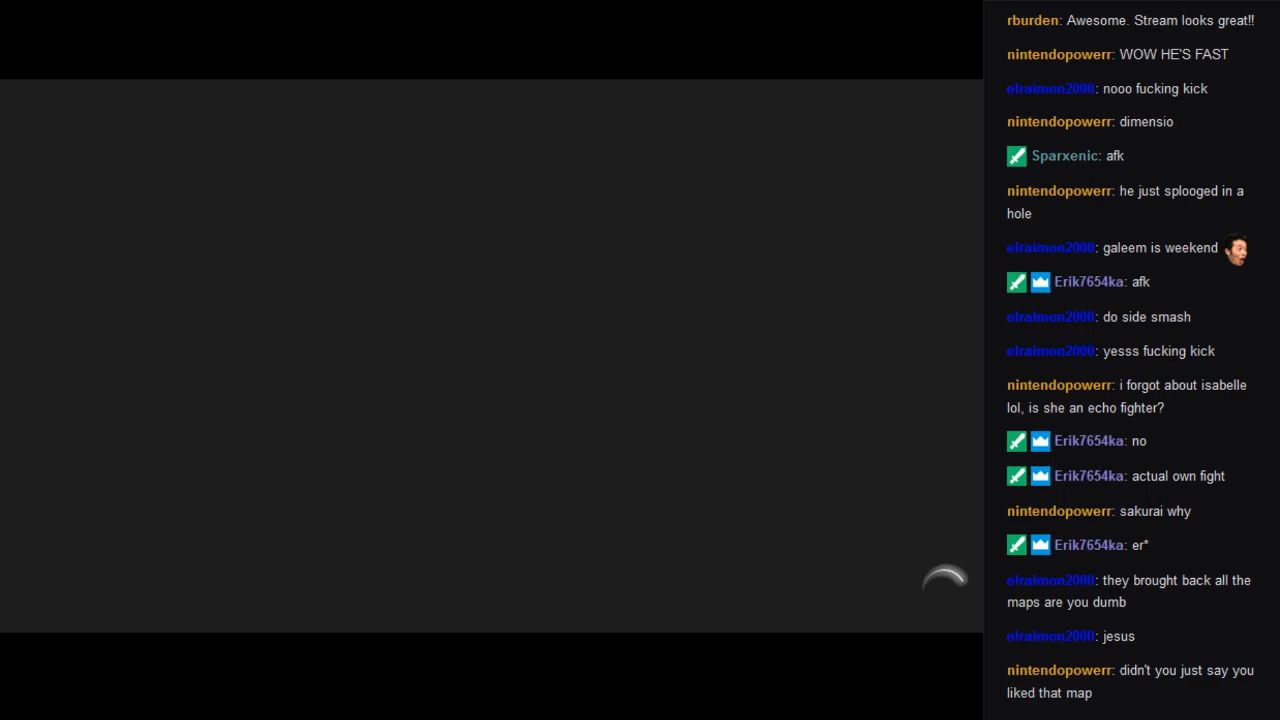 rburden: Awesome. Stream looks great!!
nintendopowerr: WOW HE'S FAST
elraimon2000: nooo fucking kick
nintendopowerr: dimensio
Sparxenic: afk
nintendopowerr: he just splooged in a
hole
elraimon2000: galeem is weekend
Erik7654ka: afk
elraimon2000: do side smash
elraimon2000: yesss fucking kick
nintendopowerr: i forgot about isabelle
lol, is she an echo fighter?
Erik7654ka: no
Erik7654ka: actual own fight
nintendopowerr: sakurai why
Erik7654ka: er*
elraimon2000: they brought back all the
maps are you dumb
elraimon2000: jesus
nintendopowerr: didn't you just say you
liked that map